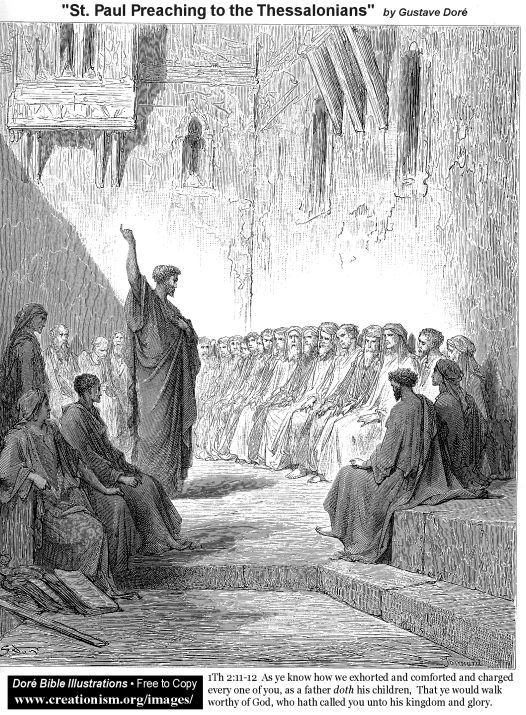 "St. Paul Preaching to the Thessalonians" by Gustave Doré
Doré Bible Illustrations • Free to Copy
www.creationism.org/images/
1Th 2:11-12 As ye know how we exhorted and comforted and charged
every one of you, as a father doth his children, That ye would walk
worthy of God, who hath called you unto his kingdom and glory.